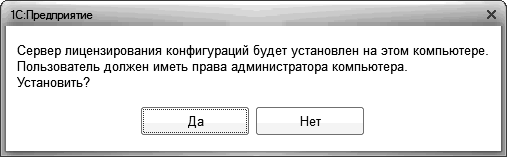 1С:Предприятие
Сервер лицензирования конфигураций будет установлен на этом компьютере.
Пользователь должен иметь права администратора компьютера.
Установить?
Да
Нет